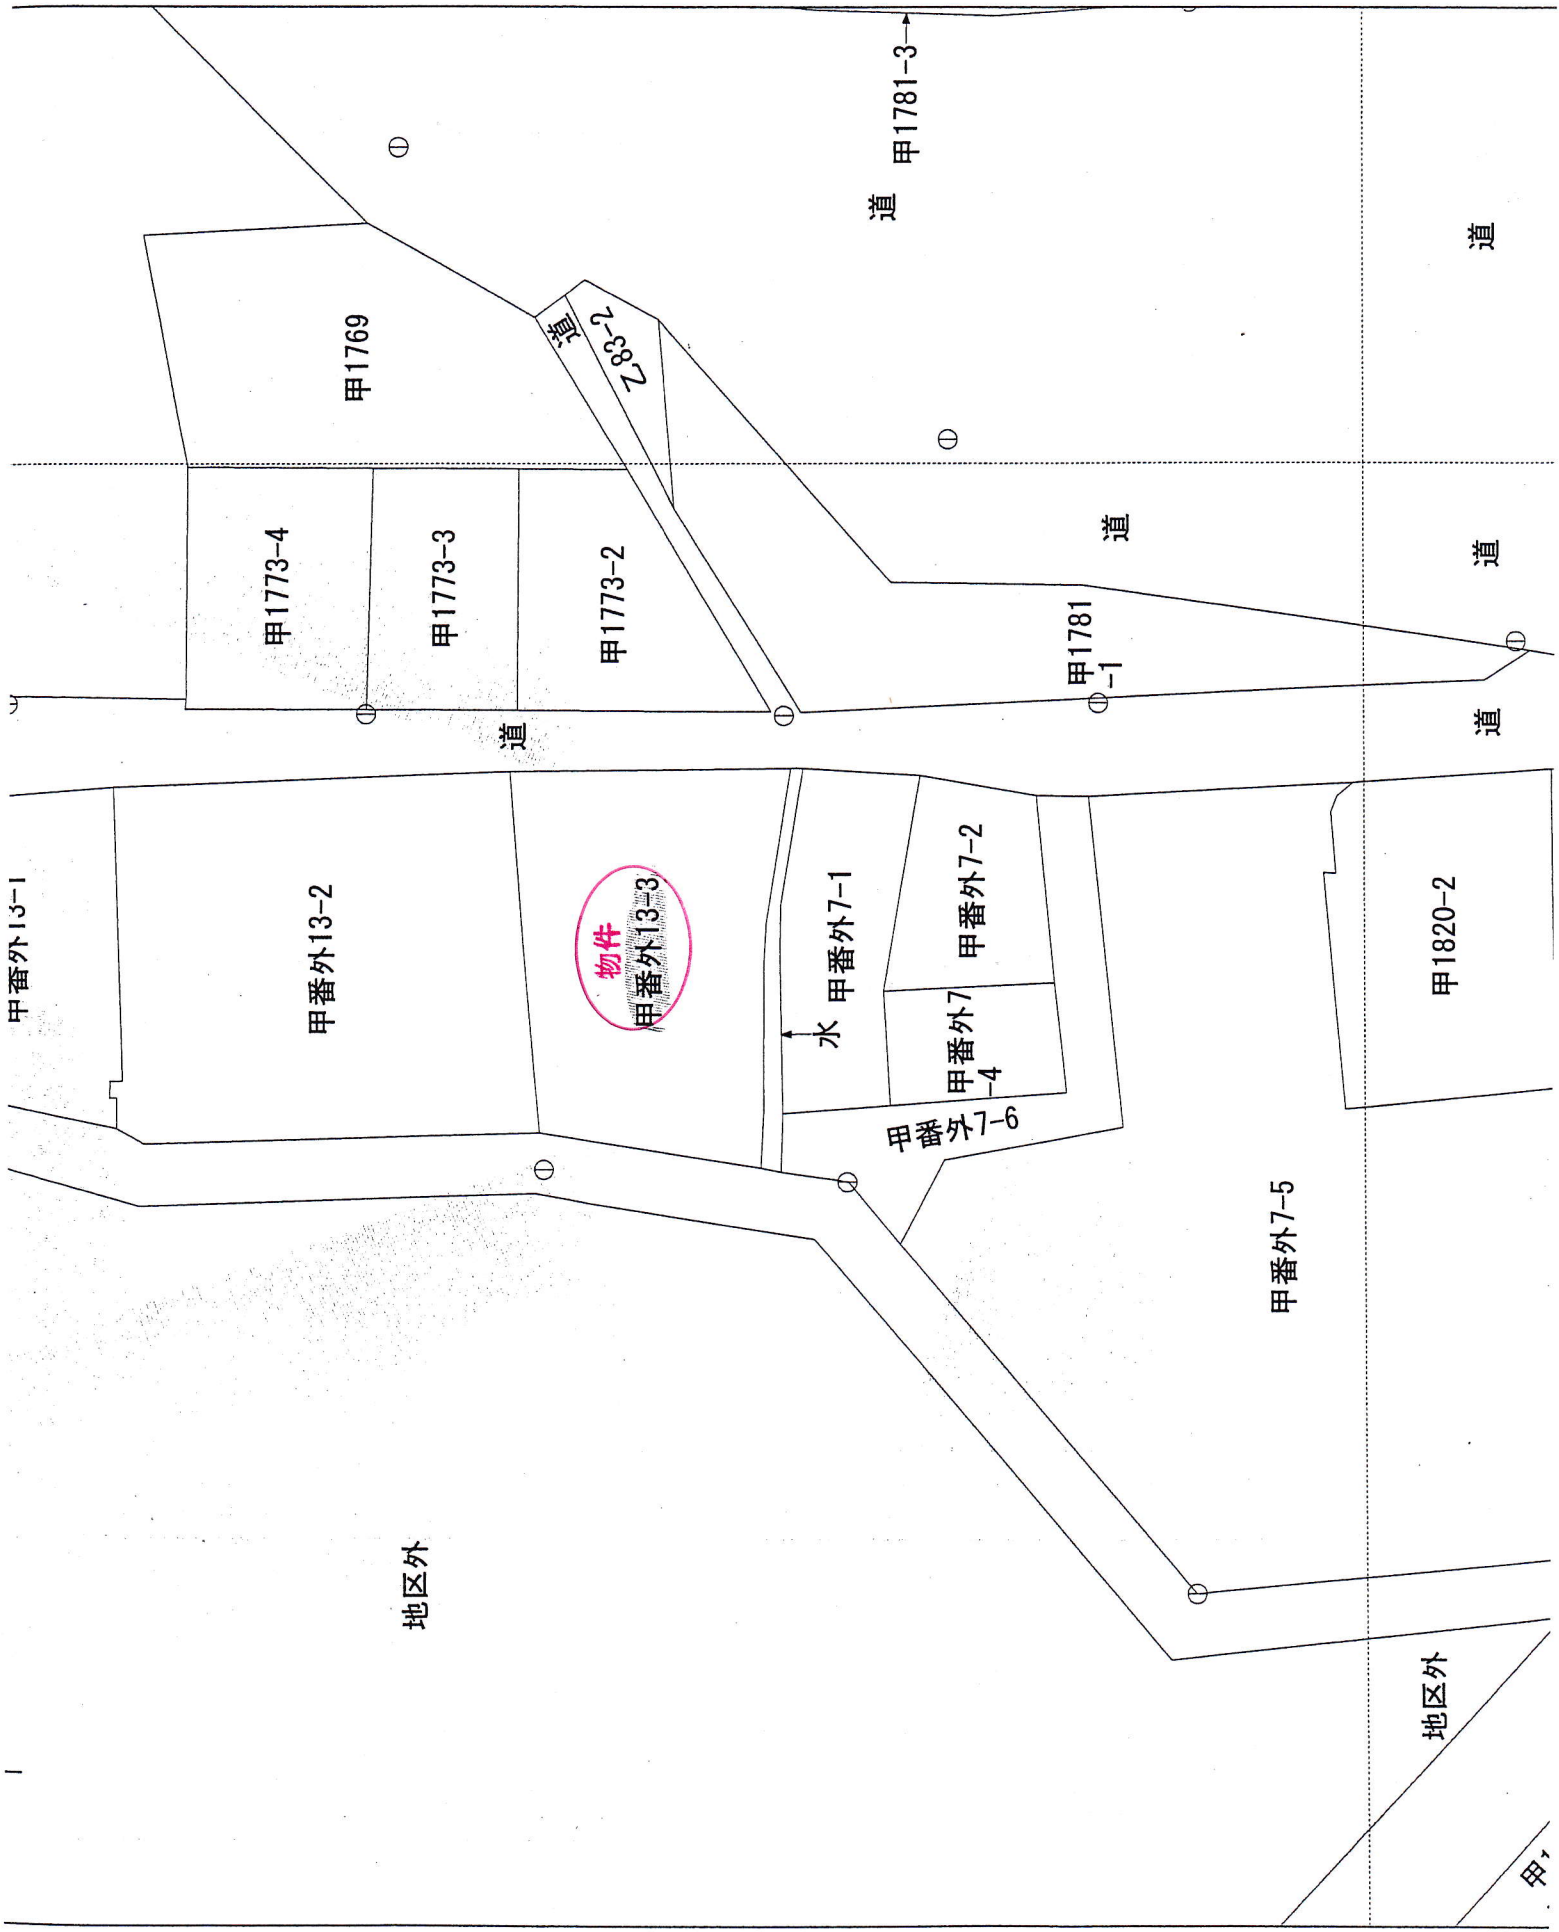 甲1781-3
道
道
甲1769
道
乙83-2
甲1773-4
甲1773-3
甲1773-2
道
道
甲1781
-1
道
道
甲番外13-1
甲番外13-2
物件
甲番外13-3
甲番外7-1
甲番外7-2
甲1820-2
水
甲番外7
-4
甲番外7-6
甲番外7-5
地区外
地区外